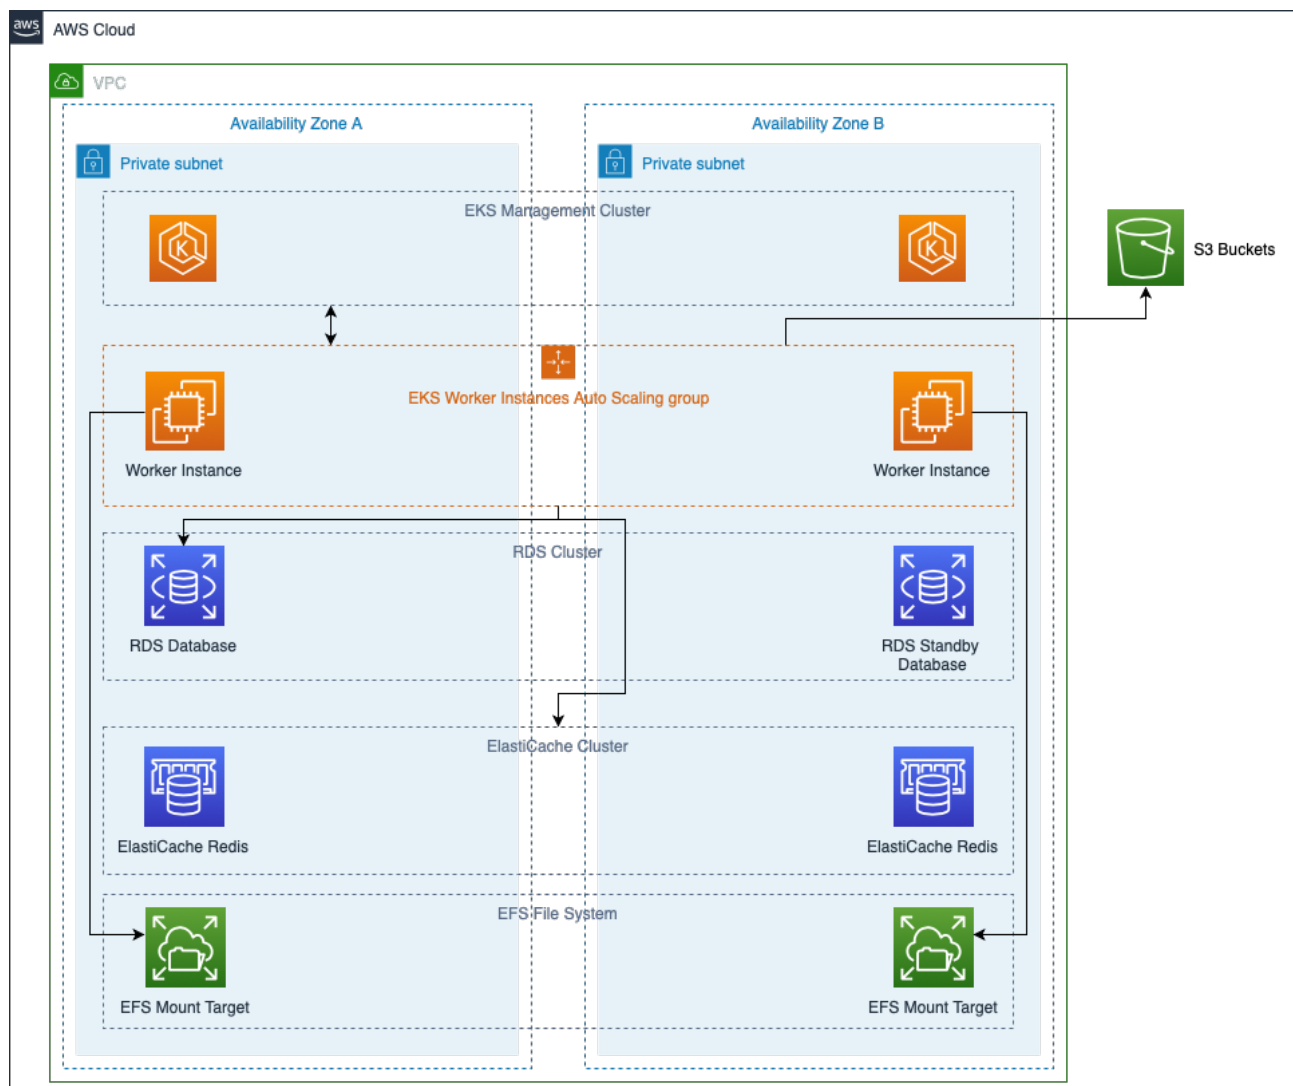 aws
AWS Cloud
VPC
Availability Zone A
Availability Zone B
Private subnet
Private subnet
EKS Management Cluster
K
K
S3 Buckets
EKS Worker Instances Auto Scaling group
Worker Instance
Worker Instance
RDS Cluster
RDS Database
RDS Standby
Database
ElastiCache Cluster
ElastiCache Redis
ElastiCache Redis
EFS File System
EFS Mount Target
EFS Mount Target